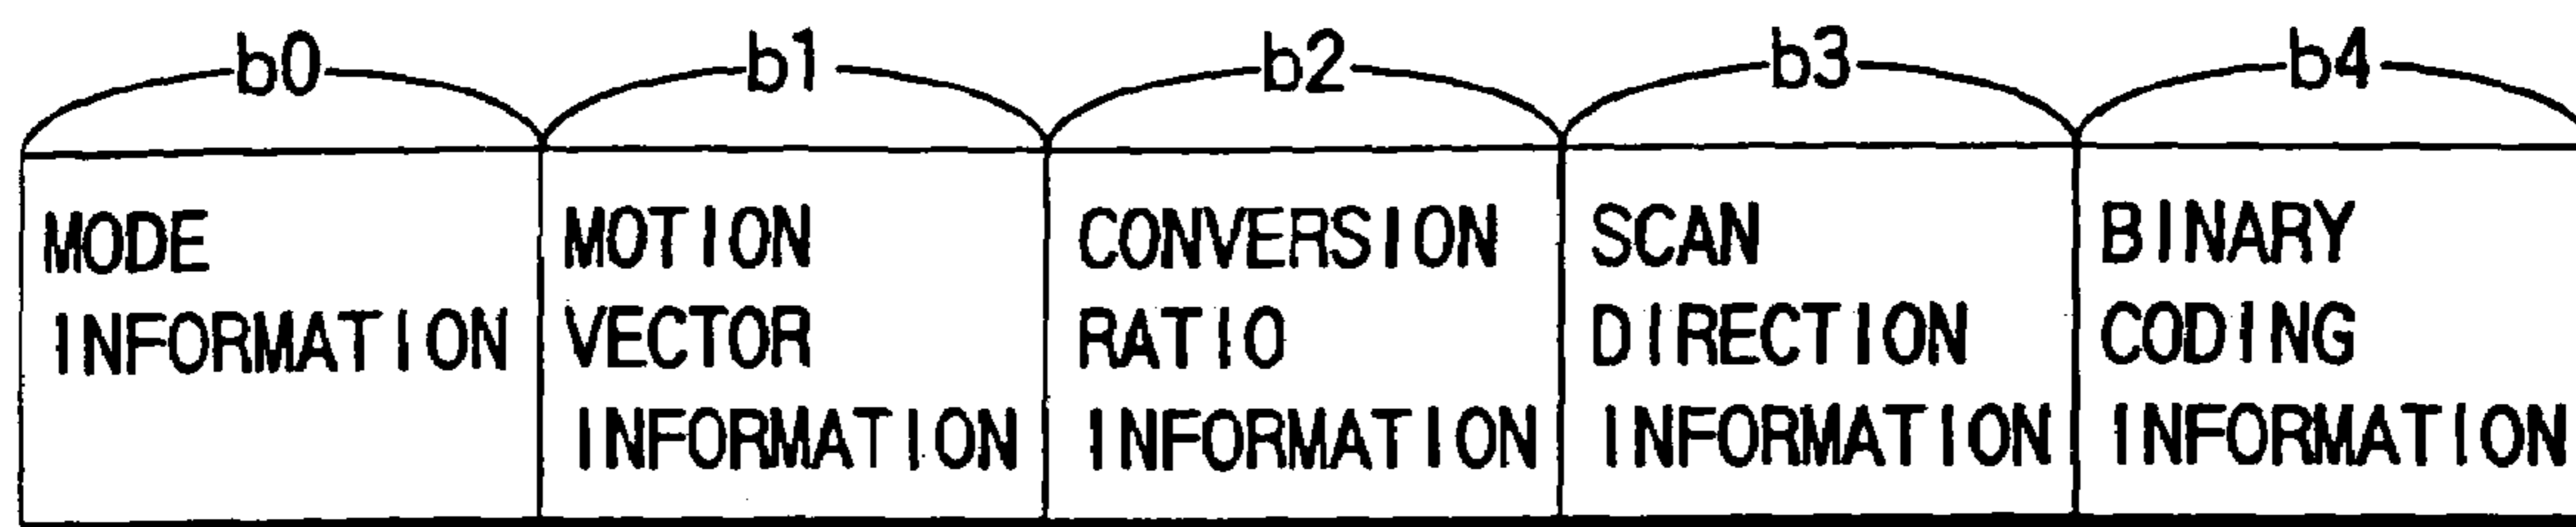 b0 b1 b2 b3 b4
MODE INFORMATION
MOTION VECTOR INFORMATION
CONVERSION RATIO INFORMATION
SCAN DIRECTION INFORMATION
BINARY CODING INFORMATION